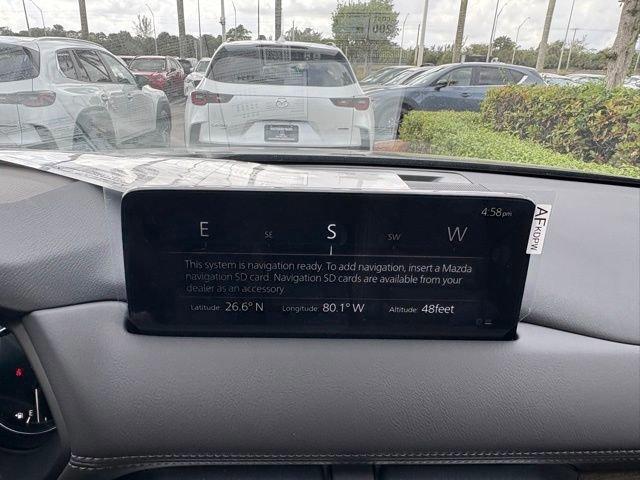 4:58pm
E SE S SW W
This system is navigation ready. To add navigation, insert a Mazda
navigation SD card. Navigation SD cards are available from your
dealer as an accessory.
Latitude: 26.6° N Longitude: 80.1° W Altitude: 48feet
AF
KDPW
E